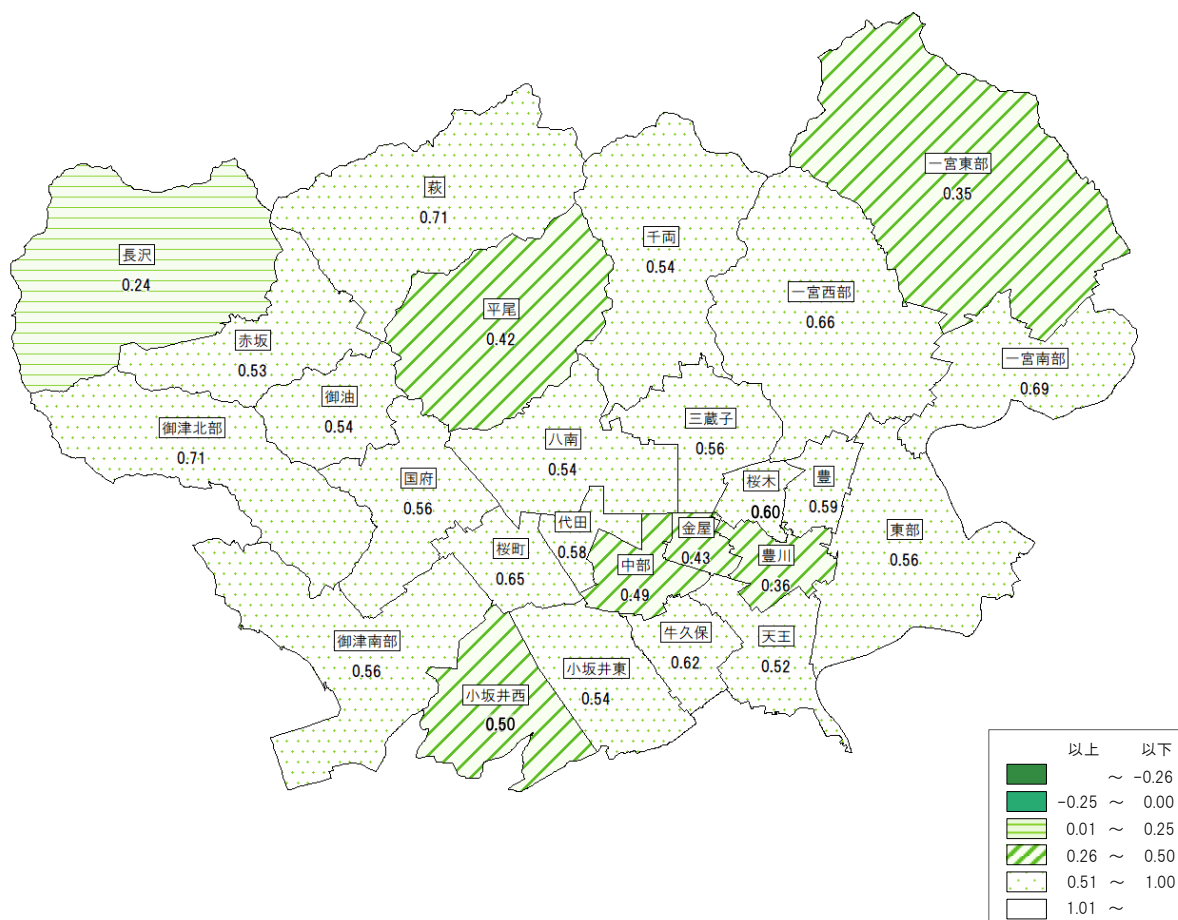 一宮東部
0.35
萩
0.71
千両
0.54
長沢
0.24
一宮西部
0.66
平尾
0.42
赤坂
0.53
一宮南部
0.69
御油
0.54
三蔵子
0.56
御津北部
0.71
八南
0.54
国府
0.56
桜木
0.60
豊
0.59
代田
0.58
金屋
0.43
東部
0.56
桜町
0.65
中部
0.49
豊川
0.36
御津南部
0.56
牛久保
0.62
天王
0.52
小坂井東
0.54
小坂井西
0.50
以上 以下
～ -0.26
-0.25 ～ 0.00
0.01 ～ 0.25
0.26 ～ 0.50
0.51 ～ 1.00
1.01 ～